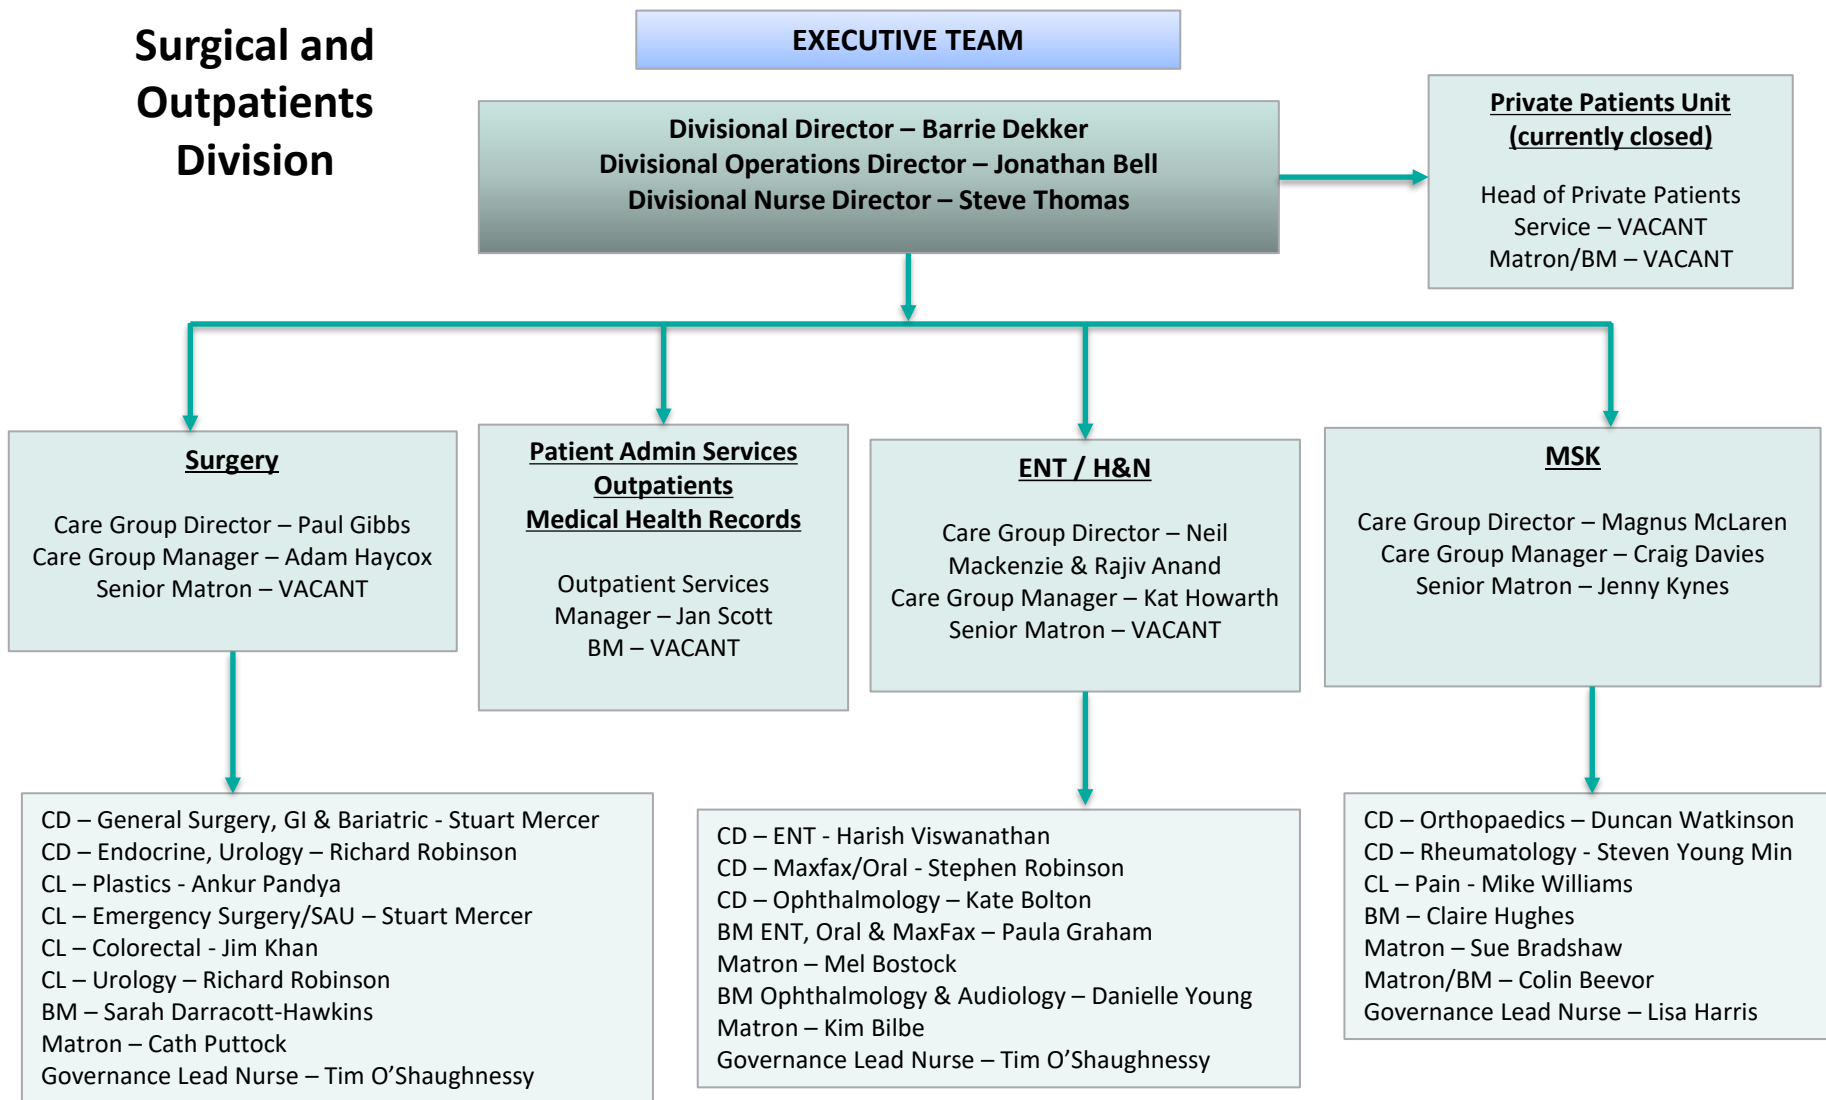 Surgical and
Outpatients
Division
EXECUTIVE TEAM
Divisional Director – Barrie Dekker
Divisional Operations Director – Jonathan Bell
Divisional Nurse Director – Steve Thomas
Private Patients Unit
(currently closed)
Head of Private Patients
Service – VACANT
Matron/BM – VACANT
Surgery
Care Group Director – Paul Gibbs
Care Group Manager – Adam Haycox
Senior Matron – VACANT
Patient Admin Services
Outpatients
Medical Health Records
Outpatient Services
Manager – Jan Scott
BM – VACANT
ENT / H&N
Care Group Director – Neil
Mackenzie & Rajiv Anand
Care Group Manager – Kat Howarth
Senior Matron – VACANT
MSK
Care Group Director – Magnus McLaren
Care Group Manager – Craig Davies
Senior Matron – Jenny Kynes
CD – General Surgery, GI & Bariatric - Stuart Mercer
CD – Endocrine, Urology – Richard Robinson
CL – Plastics - Ankur Pandya
CL – Emergency Surgery/SAU – Stuart Mercer
CL – Colorectal - Jim Khan
CL – Urology – Richard Robinson
BM – Sarah Darracott-Hawkins
Matron – Cath Puttock
Governance Lead Nurse – Tim O’Shaughnessy
CD – ENT - Harish Viswanathan
CD – Maxfax/Oral - Stephen Robinson
CD – Ophthalmology – Kate Bolton
BM ENT, Oral & MaxFax – Paula Graham
Matron – Mel Bostock
BM Ophthalmology & Audiology – Danielle Young
Matron – Kim Bilbe
Governance Lead Nurse – Tim O’Shaughnessy
CD – Orthopaedics – Duncan Watkinson
CD – Rheumatology - Steven Young Min
CL – Pain - Mike Williams
BM – Claire Hughes
Matron – Sue Bradshaw
Matron/BM – Colin Beevor
Governance Lead Nurse – Lisa Harris